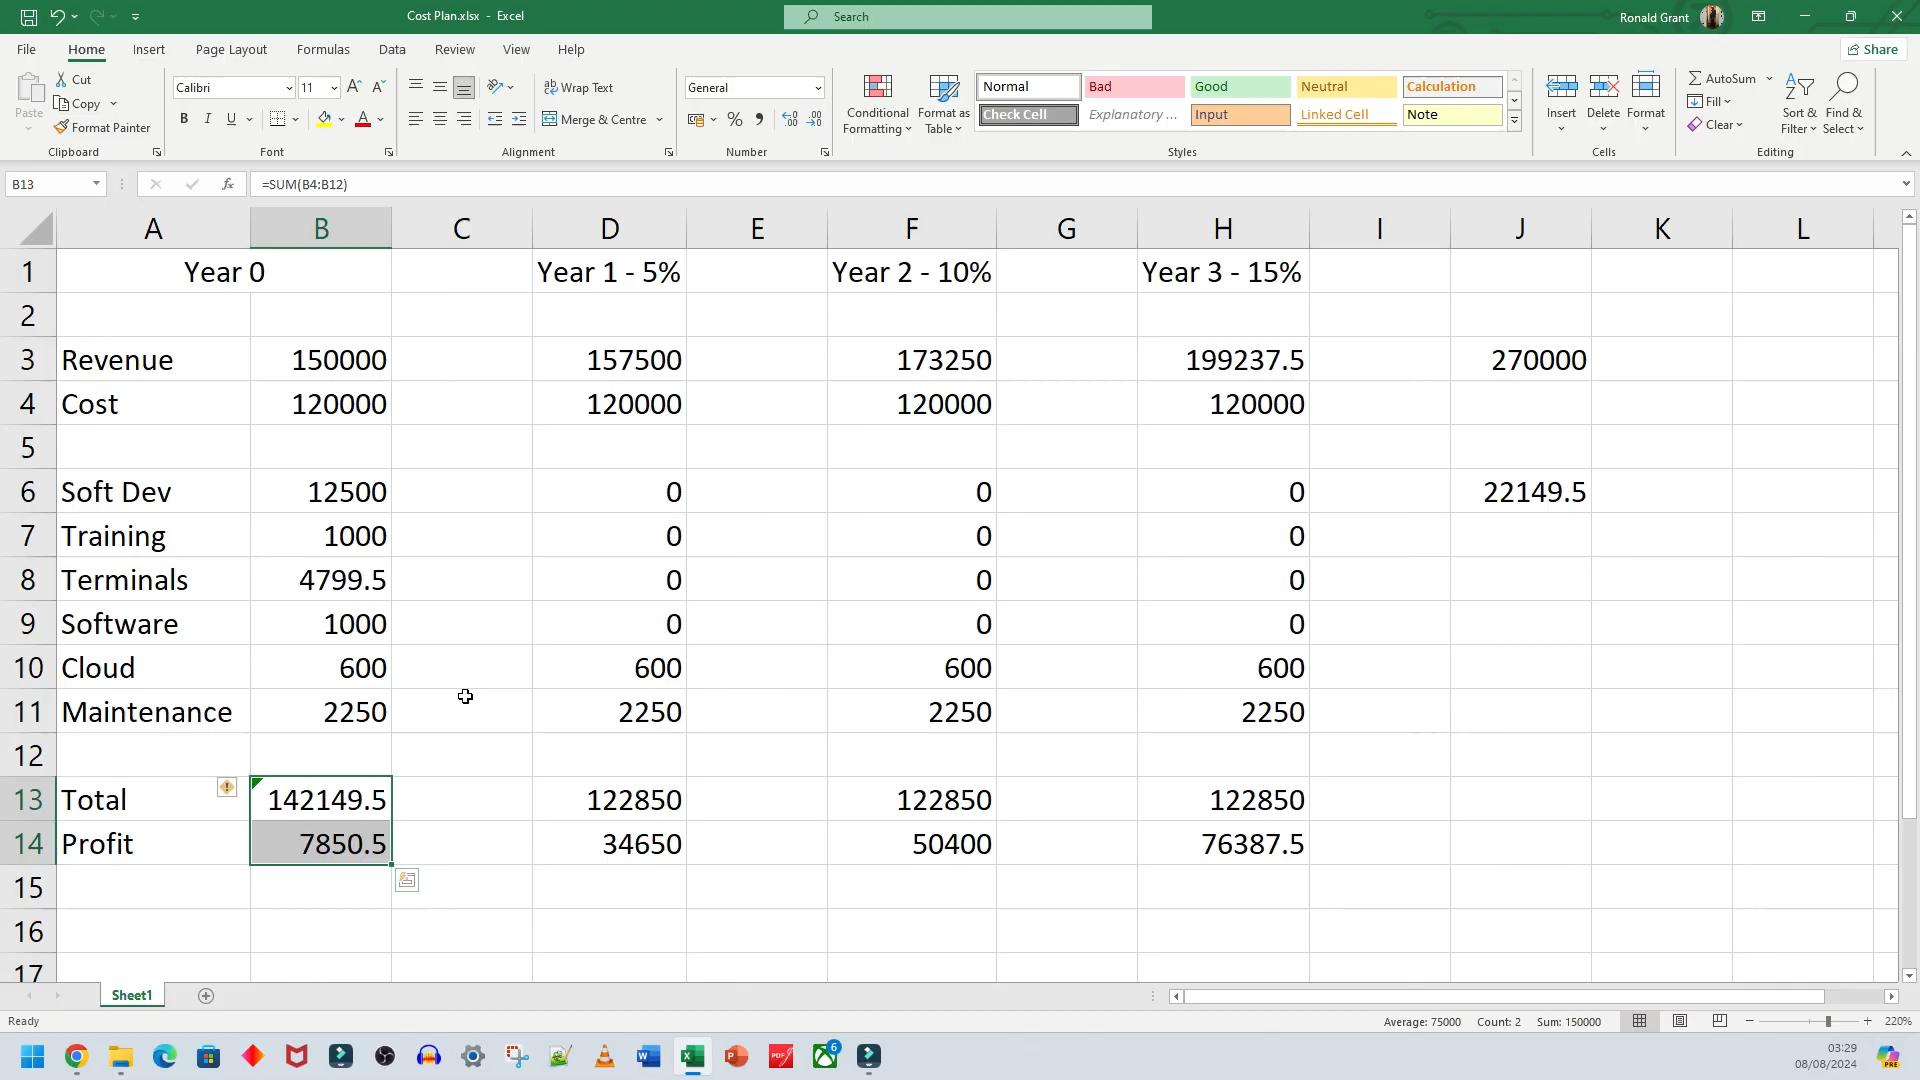 Cost Plan.xlsx - Excel
Search
Ronald Grant
File Home Insert Page Layout Formulas Data Review View Help
Share
Paste
Cut
Copy
Format Painter
Clipboard
Calibri 11
B I U
Font
Wrap Text
Merge & Centre
Alignment
General
Number
Conditional Formatting
Format as Table
Normal Bad Good Neutral Calculation
Check Cell Explanatory ... Input Linked Cell Note
Styles
Insert Delete Format
Cells
AutoSum
Fill
Clear
Sort & Filter
Find & Select
Editing
B13 fx =SUM(B4:B12)
A B C D E F G H I J K L
1 Year 0 Year 1 - 5% Year 2 - 10% Year 3 - 15%
2
3 Revenue 150000 157500 173250 199237.5 270000
4 Cost 120000 120000 120000 120000
5
6 Soft Dev 12500 0 0 0 22149.5
7 Training 1000 0 0 0
8 Terminals 4799.5 0 0 0
9 Software 1000 0 0 0
10 Cloud 600 600 600 600
11 Maintenance 2250 2250 2250 2250
12
13 Total 142149.5 122850 122850 122850
14 Profit 7850.5 34650 50400 76387.5
15
16
17
Sheet1
Ready
Average: 75000 Count: 2 Sum: 150000
220%
6
03:29
08/08/2024